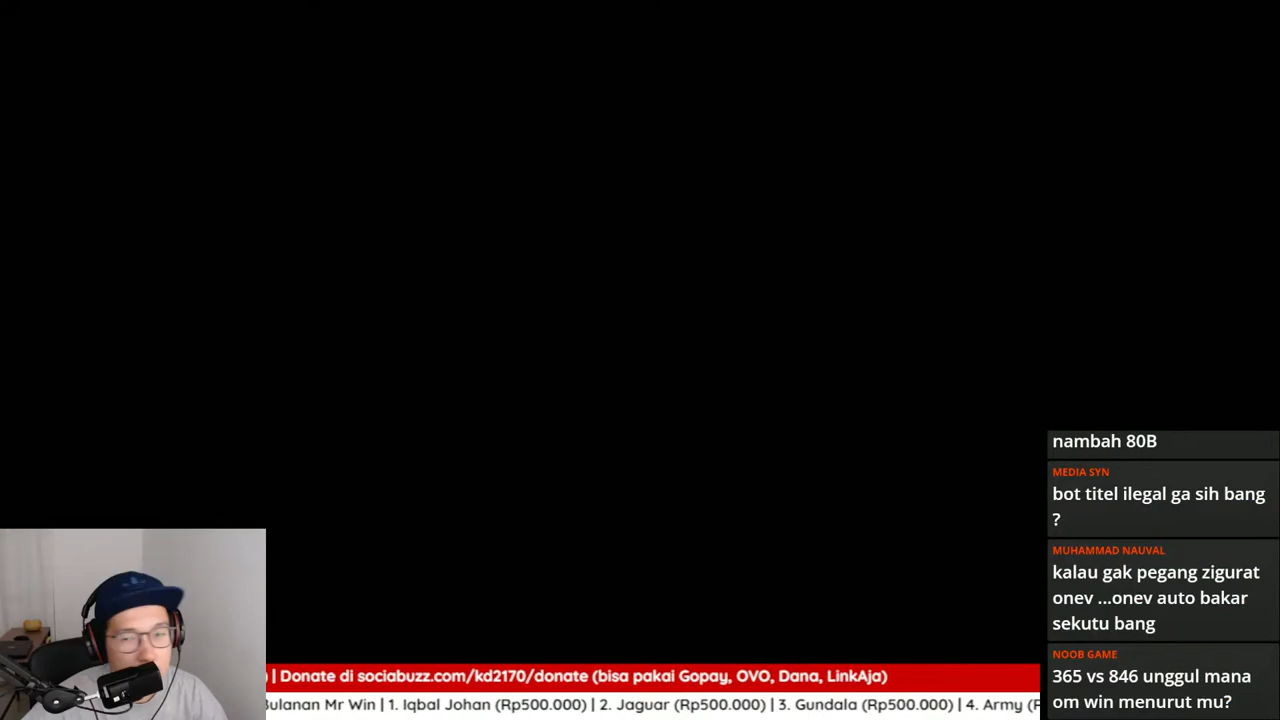 nambah 80B
MEDIA SYN
bot titel ilegal ga sih bang
?
MUHAMMAD NAUVAL
kalau gak pegang zigurat
onev ...onev auto bakar
sekutu bang
NOOB GAME
365 vs 846 unggul mana
om win menurut mu?
) | Donate di sociabuzz.com/kd2170/donate (bisa pakai Gopay, OVO, Dana, LinkAja)
Bulanan Mr Win | 1. Iqbal Johan (Rp500.000) | 2. Jaguar (Rp500.000) | 3. Gundala (Rp500.000) | 4. Army (R